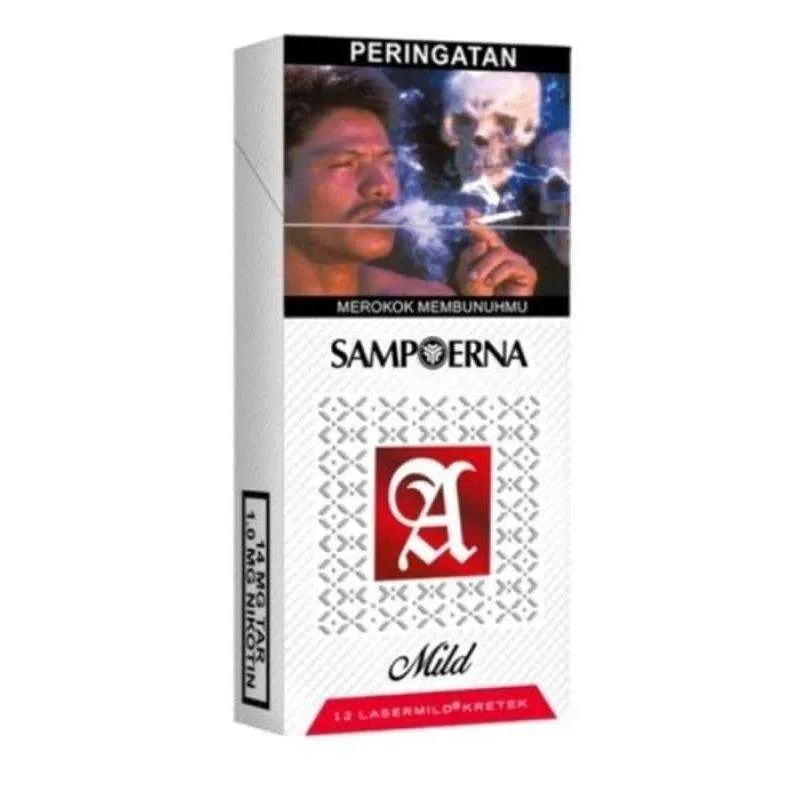 PERINGATAN
MEROKOK MEMBUNUHMU
SAMPOERNA
A
Mild
12 LASERMILD® KRETEK
14 MG TAR
1.0 MG NIKOTIN